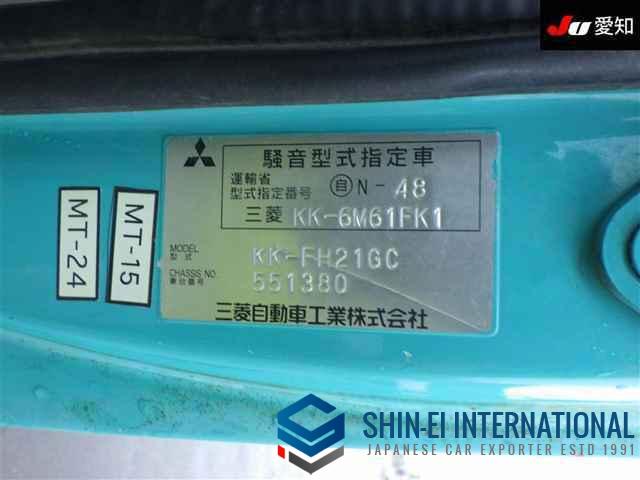 JU 愛知
騒音型式指定車
運輸省
型式指定番号 自 N - 48
三菱 KK-6M61FK1
MODEL
型式 KK-FH21GC
CHASSIS NO.
車台番号 551380
三菱自動車工業株式会社
MT-24
MT-15
SHIN-EI INTERNATIONAL
JAPANESE CAR EXPORTER ESTD 1991